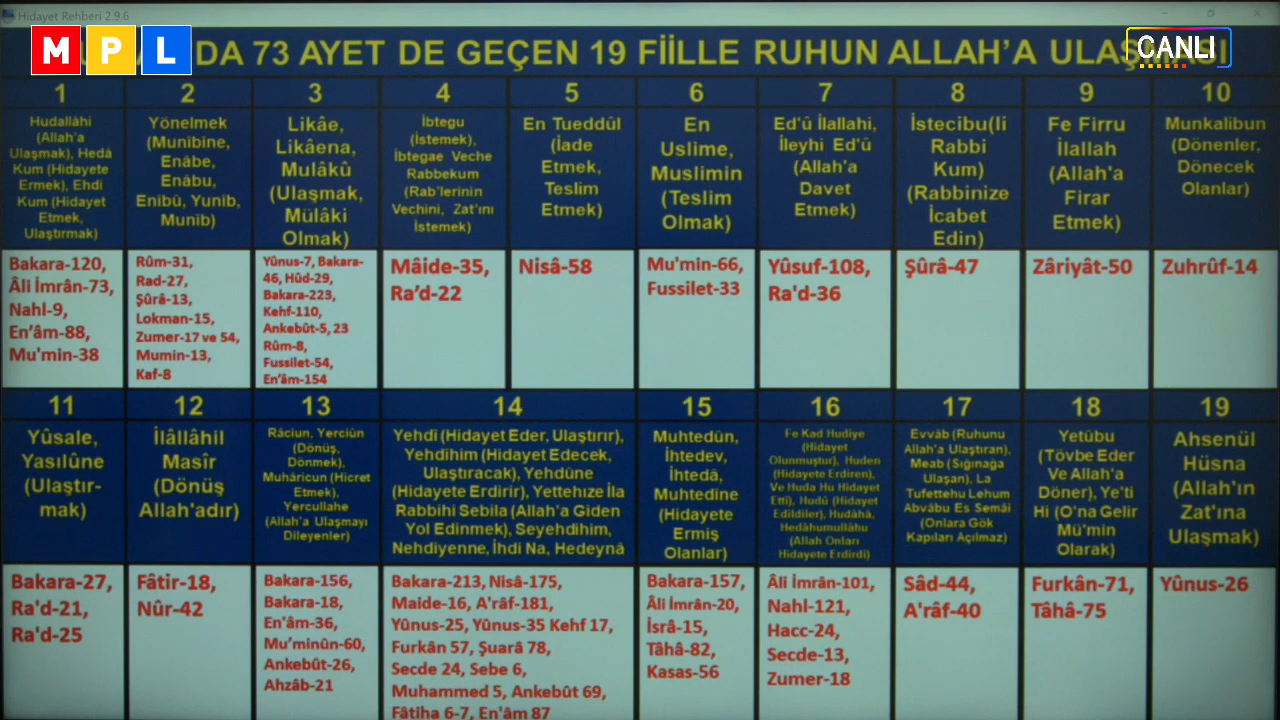 Hidayet Rehberi 2.9.6
M P L
DA 73 AYET DE GEÇEN 19 FİİLLE RUHUN ALLAH'A
CANLI
1
2
3
4
5
6
7
8
9
10
Hudallâhi
(Allah'a
Ulaşmak), Hedâ
Kum (Hidayete
Ermek), Ehdi
Kum (Hidayet
Etmek,
Ulaştırmak)
Yönelmek
(Munibine,
Enâbe,
Enâbu,
Enîbû, Yunîb,
Munîb)
Likâe,
Likâena,
Mulâkû
(Ulaşmak,
Mülâki
Olmak)
İbtegu
(İstemek),
İbtegae Veche
Rabbekum
(Rab'lerinin
Vechini, Zat'ını
İstemek)
En Tueddûl
(İade
Etmek,
Teslim
Etmek)
En
Uslime,
Muslimin
(Teslim
Olmak)
Ed'û İlallahi,
İleyhi Ed'û
(Allah'a
Davet
Etmek)
İstecibu(li
Rabbi
Kum)
(Rabbinize
İcabet
Edin)
Fe Firru
İlallah
(Allah'a
Firar
Etmek)
Munkalibun
(Dönenler,
Dönecek
Olanlar)
Bakara-120,
Âli İmrân-73,
Nahl-9,
En'âm-88,
Mu'min-38
Rûm-31,
Rad-27,
Şûrâ-13,
Lokman-15,
Zumer-17 ve 54,
Mumin-13,
Kaf-8
Yûnus-7, Bakara-
46, Hûd-29,
Bakara-223,
Kehf-110,
Ankebût-5, 23
Rûm-8,
Fussilet-54,
En'âm-154
Mâide-35,
Ra'd-22
Nisâ-58
Mu'min-66,
Fussilet-33
Yûsuf-108,
Ra'd-36
Şûrâ-47
Zâriyât-50
Zuhrûf-14
11
12
13
14
15
16
17
18
19
Yûsale,
Yasılûne
(Ulaştır-
mak)
İlâllâhil
Masîr
(Dönüş
Allah'adır)
Râciun, Yerciûn
(Dönüş,
Dönmek),
Muhâricun (Hicret
Etmek),
Yercullahe
(Allah'a Ulaşmayı
Dileyenler)
Yehdî (Hidayet Eder, Ulaştırır),
Yehdihim (Hidayet Edecek,
Ulaştıracak), Yehdûne
(Hidayete Erdirir), Yettehıze İla
Rabbihi Sebila (Allah'a Giden
Yol Edinmek), Seyehdihim,
Nehdiyenne, İhdi Na, Hedeynâ
Muhtedûn,
İhtedev,
İhtedâ,
Muhtedine
(Hidayete
Ermiş
Olanlar)
Fe Kad Hudiye
(Hidayet
Olunmuştur), Huden
(Hidayete Erdiren),
Ve Huda Hu Hidayet
Etti), Hudû (Hidayet
Edildiler), Hudâhâ,
Hedâhumullâhu
(Allah Onları
Hidayete Erdirdi)
Evvâb (Ruhunu
Allah'a Ulaştıran),
Meab (Sığınağa
Ulaşan), La
Tufettehu Lehum
Abvâbu Es Semâi
(Onlara Gök
Kapıları Açılmaz)
Yetûbu
(Tövbe Eder
Ve Allah'a
Döner), Ye'ti
Hi (O'na Gelir
Mü'min
Olarak)
Ahsenül
Hüsna
(Allah'ın
Zat'ına
Ulaşmak)
Bakara-27,
Ra'd-21,
Ra'd-25
Fâtir-18,
Nûr-42
Bakara-156,
Bakara-18,
En'âm-36,
Mu'minûn-60,
Ankebût-26,
Ahzâb-21
Bakara-213, Nisâ-175,
Maide-16, A'râf-181,
Yûnus-25, Yûnus-35 Kehf 17,
Furkân 57, Şuarâ 78,
Secde 24, Sebe 6,
Muhammed 5, Ankebût 69,
Fâtiha 6-7, En'âm 87
Bakara-157,
Âli İmrân-20,
İsrâ-15,
Tâhâ-82,
Kasas-56
Âli İmrân-101,
Nahl-121,
Hacc-24,
Secde-13,
Zumer-18
Sâd-44,
A'râf-40
Furkân-71,
Tâhâ-75
Yûnus-26